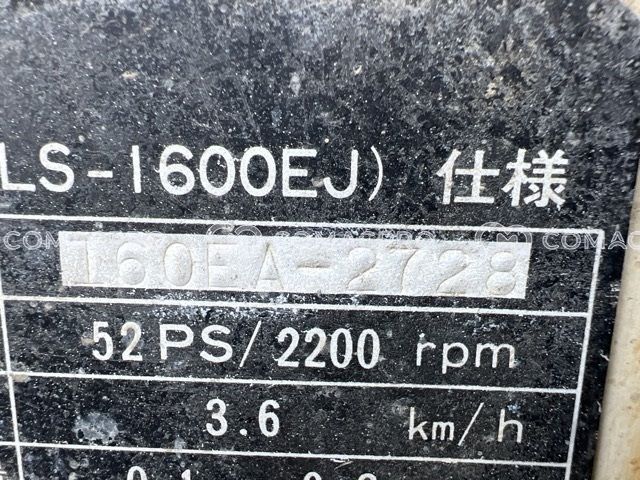 LS-1600EJ) 仕様
160EA-2728
52PS/2200 rpm
3.6 km/h